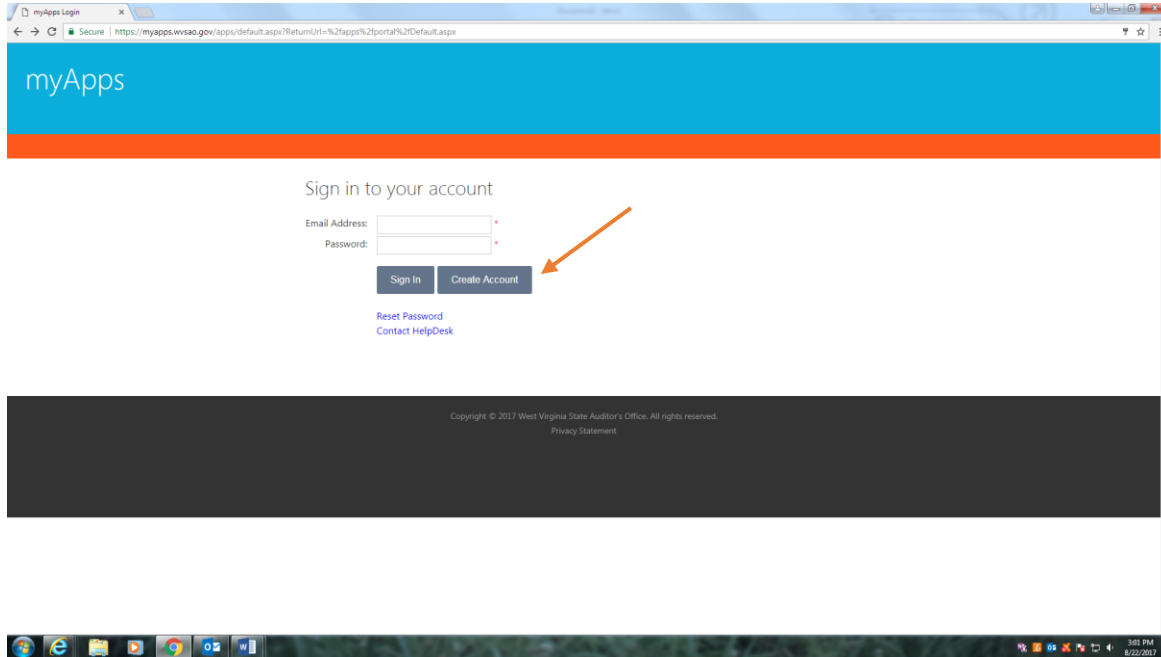 myApps Login
Secure | https://myapps.wvsao.gov/apps/default.aspx?ReturnUrl=%2fapps%2fportal%2fDefault.aspx
myApps
Sign in to your account
Email Address: *
Password: *
Sign In Create Account
Reset Password
Contact HelpDesk
Copyright © 2017 West Virginia State Auditor's Office. All rights reserved.
Privacy Statement
3:01 PM
8/22/2017